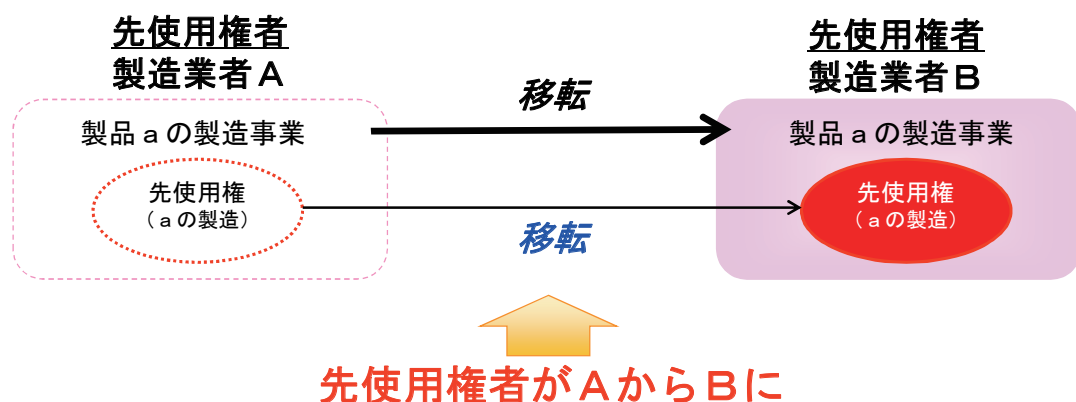 先使用権者
製造業者Ａ
移転
先使用権者
製造業者Ｂ
製品ａの製造事業
先使用権
（ａの製造）
製品ａの製造事業
先使用権
（ａの製造）
移転
先使用権者がＡからＢに